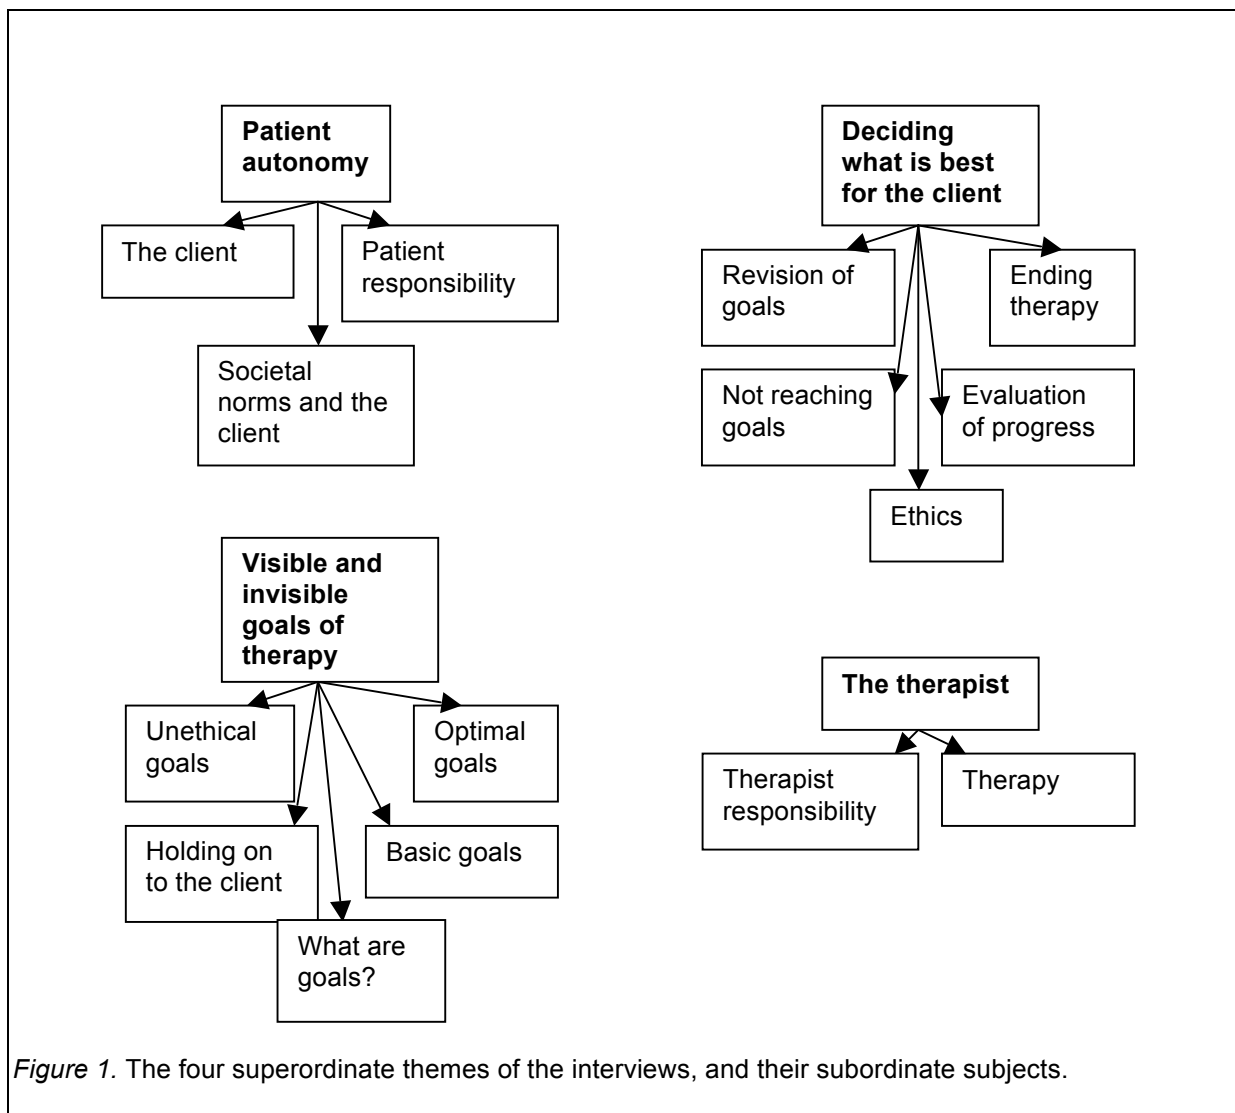 Patient
autonomy
The client
Patient
responsibility
Societal
norms and the
client
Deciding
what is best
for the client
Revision of
goals
Ending
therapy
Not reaching
goals
Evaluation
of progress
Ethics
Visible and
invisible
goals of
therapy
Unethical
goals
Optimal
goals
Holding on
to the client
Basic goals
What are
goals?
The therapist
Therapist
responsibility
Therapy
Figure 1. The four superordinate themes of the interviews, and their subordinate subjects.